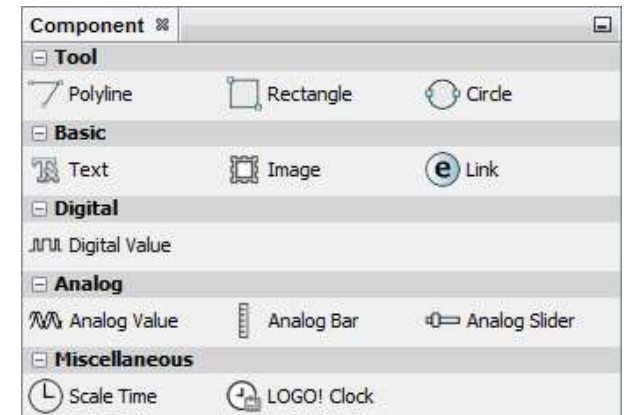 Component
Tool
Polyline Rectangle Circle
Basic
Text Image Link
Digital
Digital Value
Analog
Analog Value Analog Bar Analog Slider
Miscellaneous
Scale Time LOGO! Clock